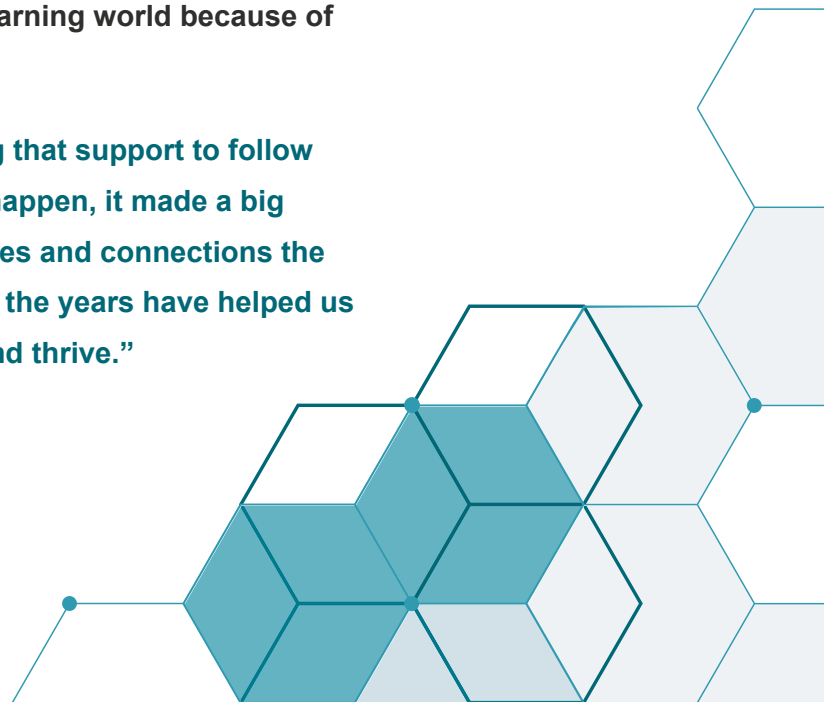 arning world because of
that support to follow
appen, it made a big
es and connections the
the years have helped us
d thrive.”